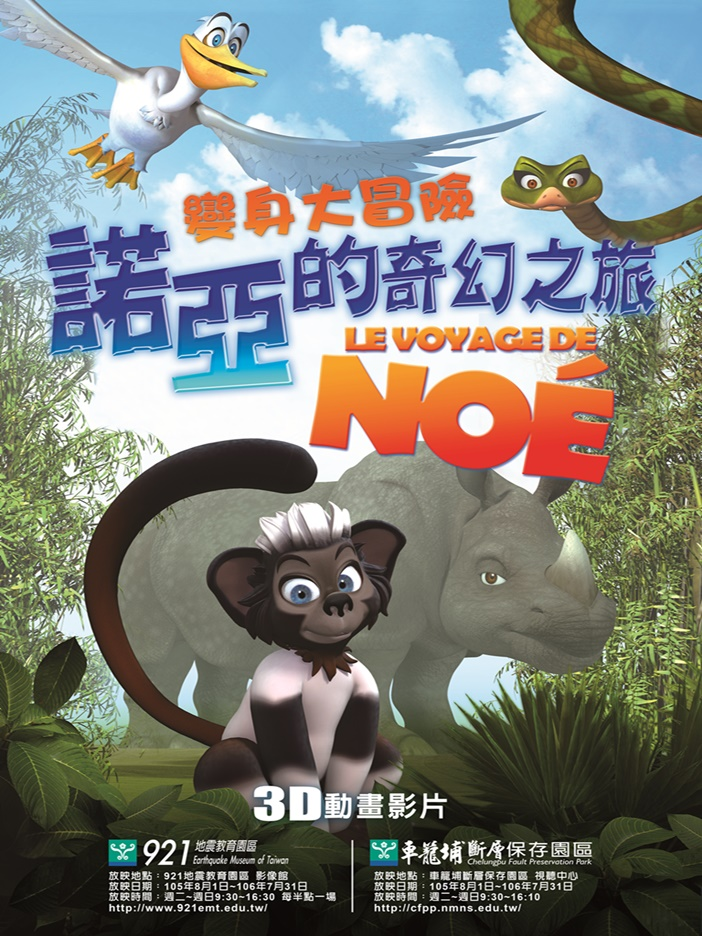 變身大冒險
諾亞的奇幻之旅
LE VOYAGE DE
NOÉ
3D動畫影片
921 地震教育園區
Earthquake Museum of Taiwan
放映地點：921地震教育園區 影像館
放映日期：105年8月1日~106年7月31日
放映時間：週二~週日9:30~16:30 每半點一場
http://www.921emt.edu.tw/
車龍埔斷層保存園區
Chelungpu Fault Preservation Park
放映地點：車龍埔斷層保存園區 視聽中心
放映日期：105年8月1日~106年7月31日
放映時間：週二~週日9:30~16:10
http://cfpp.nmns.edu.tw/